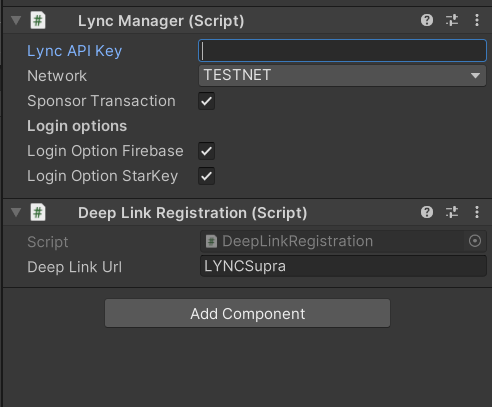 # Lync Manager (Script)
Lync API Key
Network TESTNET
Sponsor Transaction
Login options
Login Option Firebase
Login Option StarKey
# Deep Link Registration (Script)
Script # DeepLinkRegistration
Deep Link Url LYNCSupra
Add Component